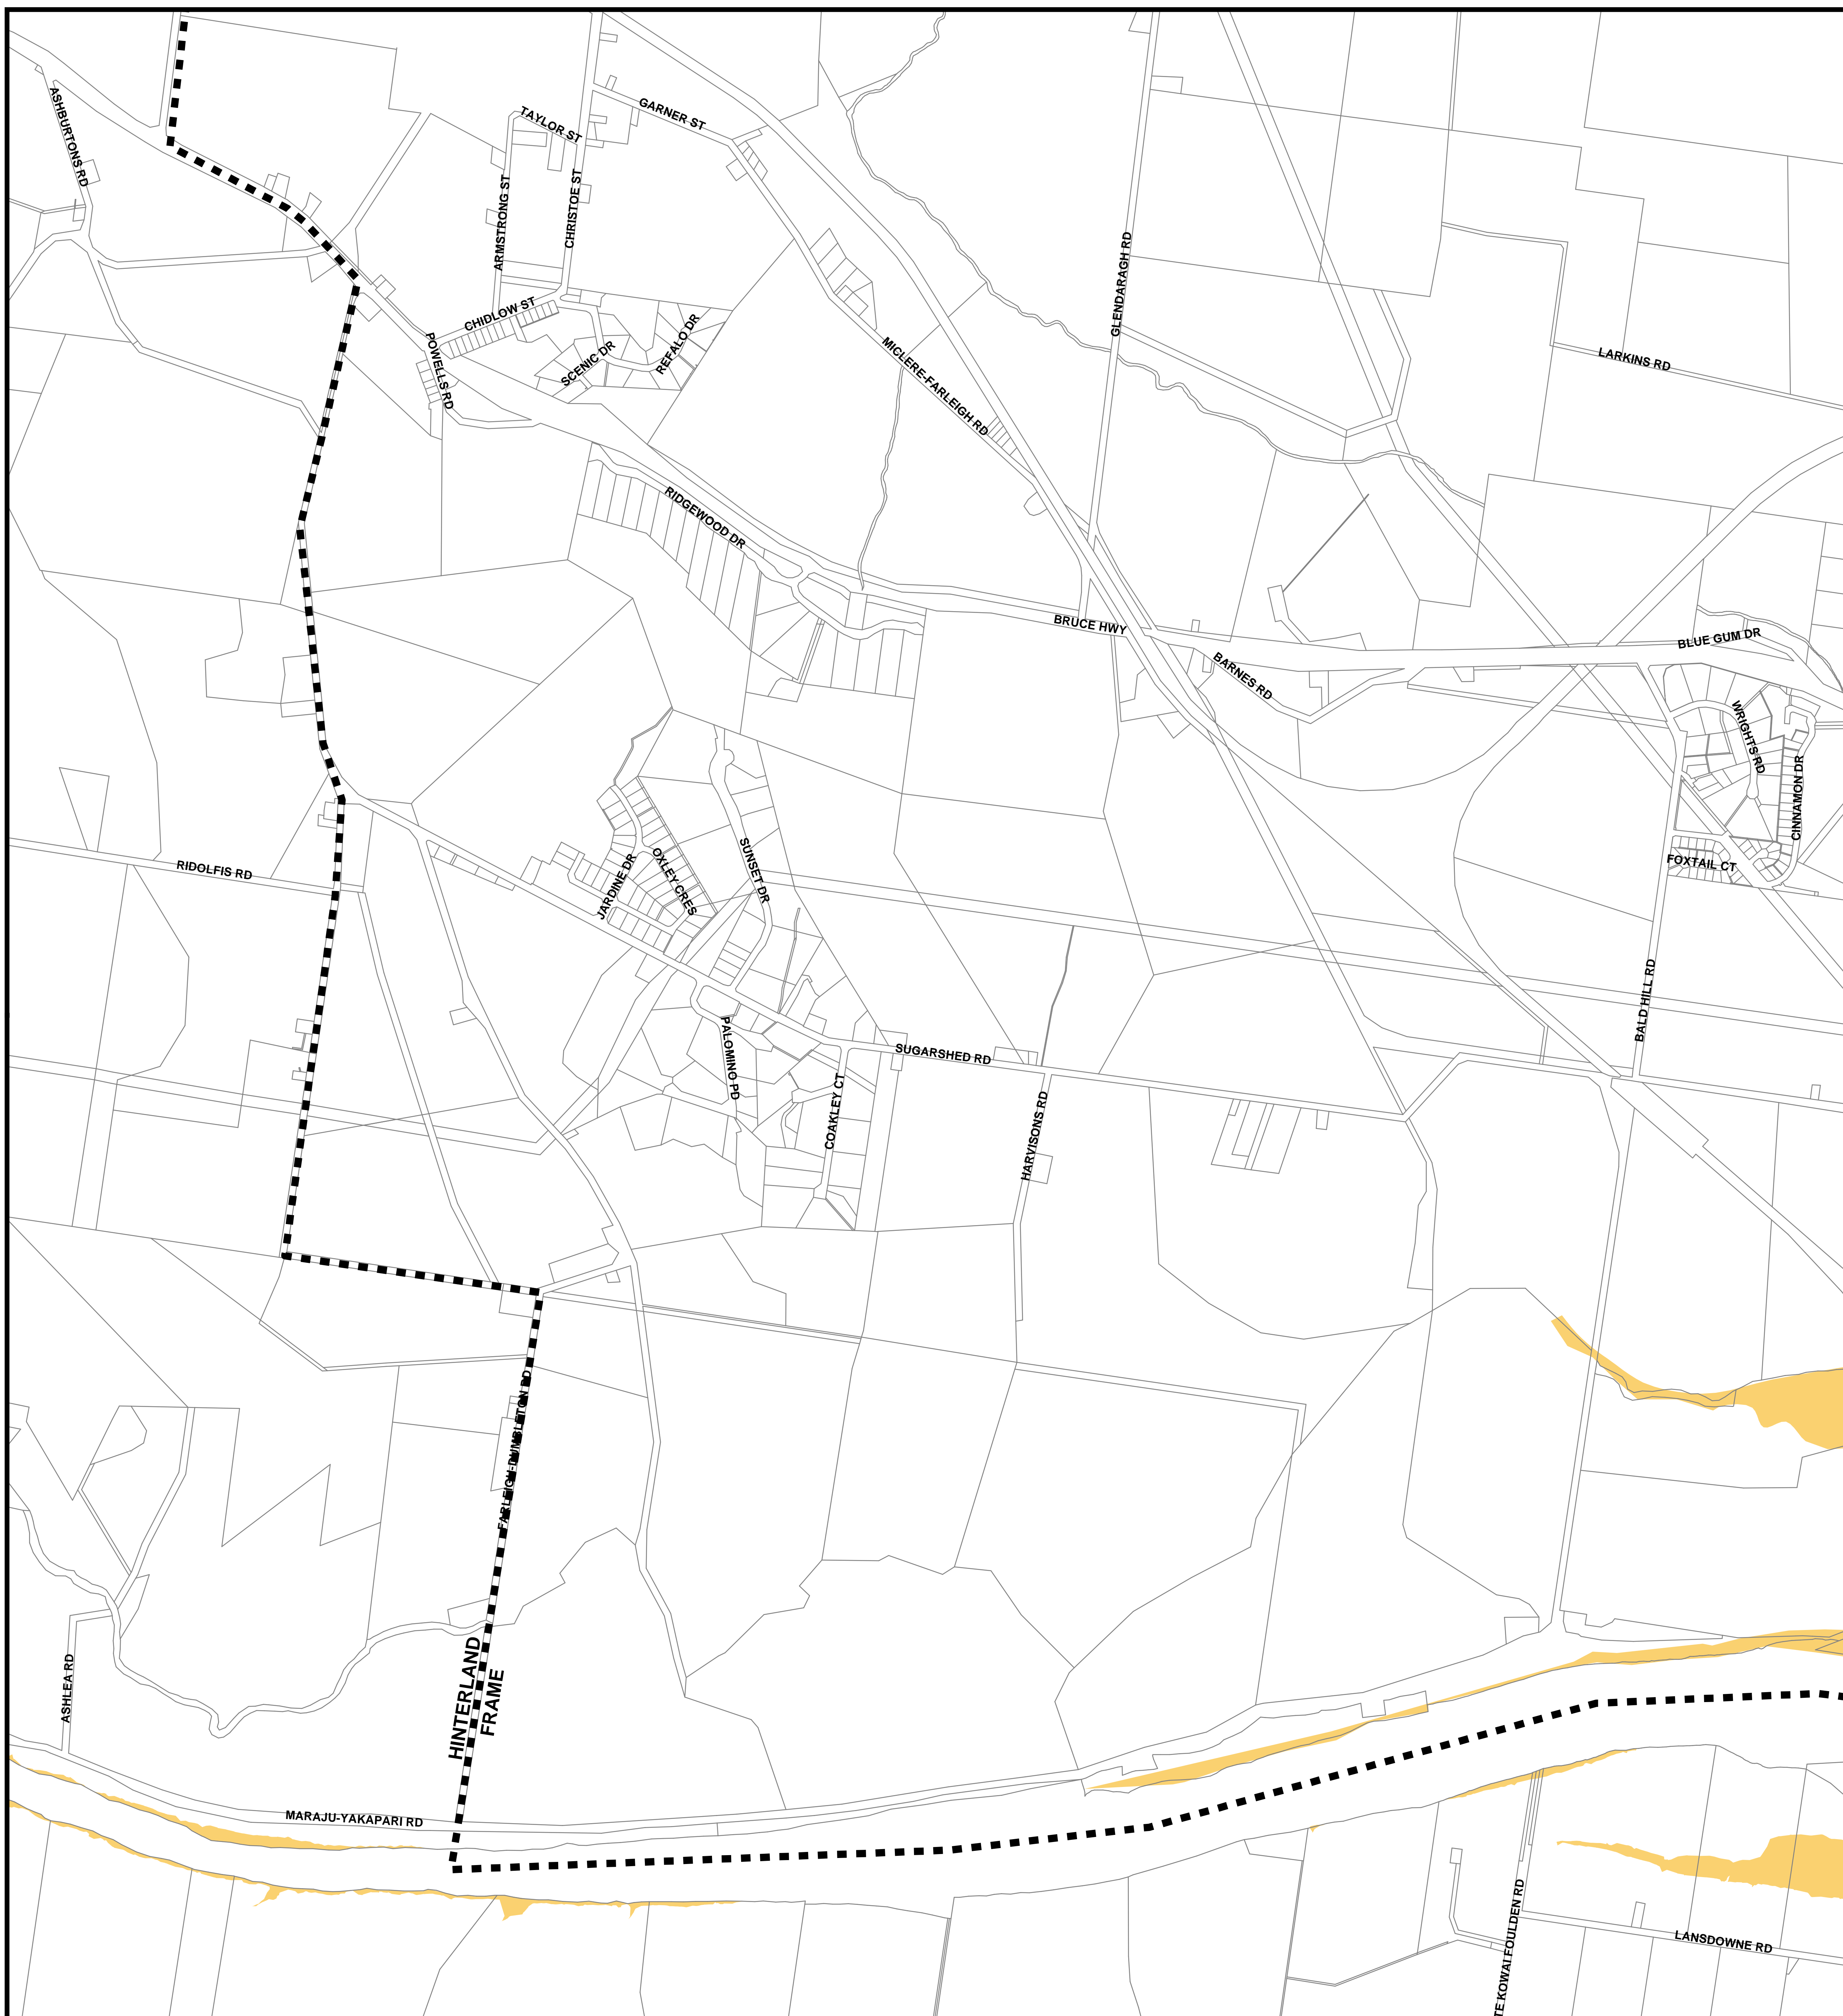 ASHBURTONS RD
TAYLOR ST
GARNER ST
ARMSTRONG ST
CHRISTOE ST
GLENDARAGH RD
CHIDLOW ST
POWELLS RD
SCENIC DR
REFALO DR
MICLERE-FARLEIGH RD
LARKINS RD
RIDGEWOOD DR
BRUCE HWY
BARNES RD
BLUE GUM DR
WRIGHTS RD
CINNAMON DR
FOXTAIL CT
RIDOLFIS RD
JARDINE DR
OXLEY CRES
SUNSET DR
BALD HILL RD
PALOMINO PD
SUGARSHED RD
COAKLEY CT
HARVISONS RD
FARLEIGH-DUMBLETON RD
ASHLEA RD
HINTERLAND
FRAME
MARAJU-YAKAPARI RD
TE KOWAI FOULDEN RD
LANSDOWNE RD